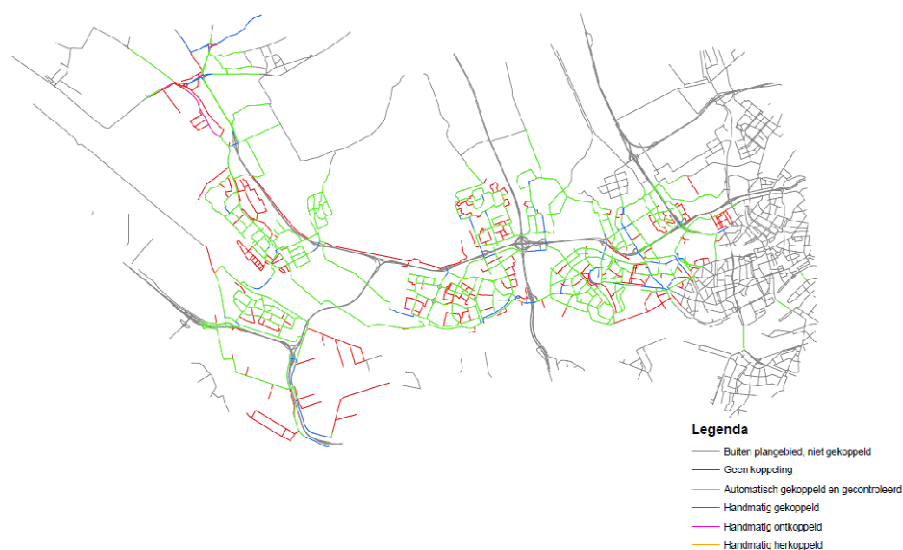 Legenda
Buiten plangebied, niet gekoppeld
Geen koppeling
Automatisch gekoppeld en gecontroleerd
Handmatig gekoppeld
Handmatig ontkoppeld
Handmatig herkoppeld